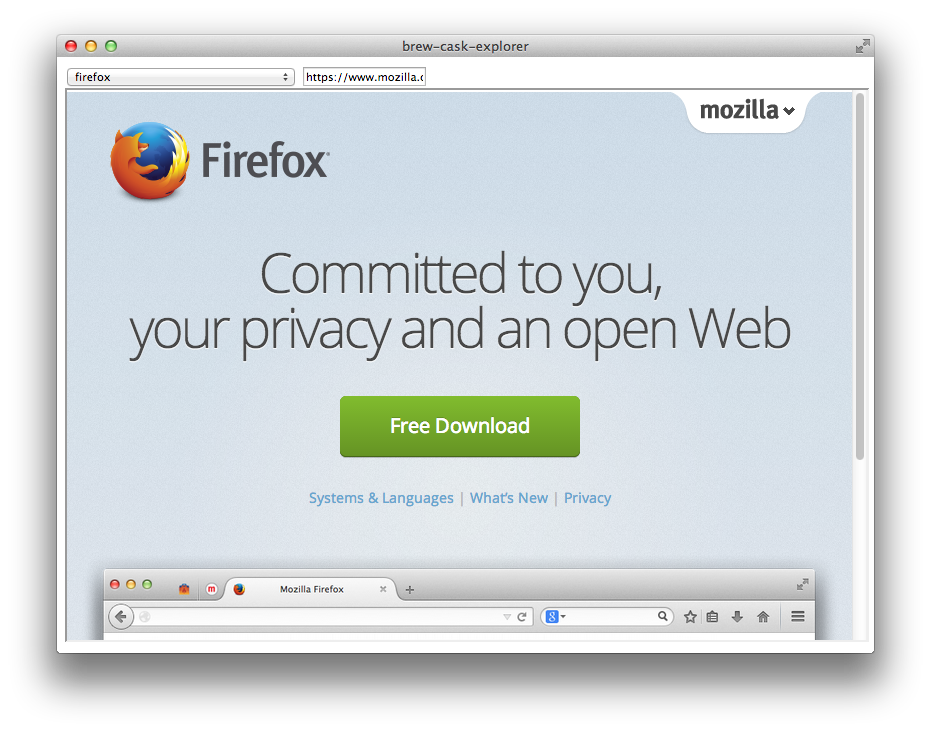 brew-cask-explorer
firefox
https://www.mozilla.
mozilla
Firefox
Committed to you,
your privacy and an open Web
Free Download
Systems & Languages | What's New | Privacy
m
Mozilla Firefox
8